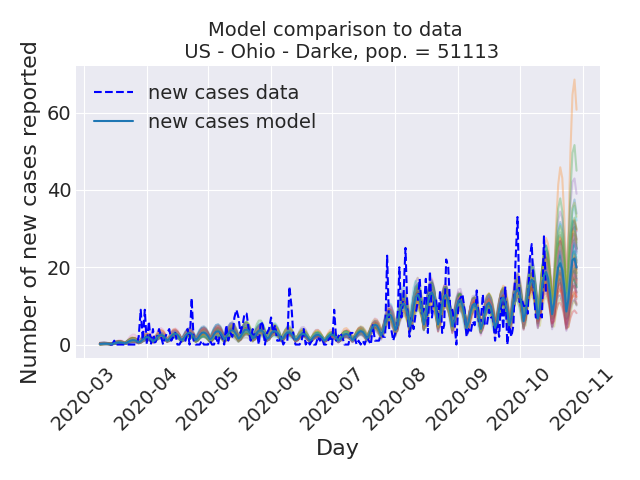 Model comparison to data
US - Ohio - Darke, pop. = 51113
new cases data
new cases model
Number of new cases reported
60
40
20
0
2020-03
2020-04
2020-05
2020-06
2020-07
2020-08
2020-09
2020-10
2020-11
Day